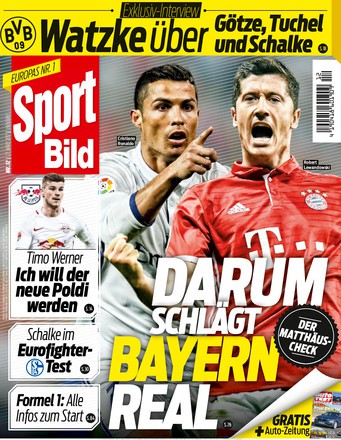 BVB
09
Exklusiv-Interview
Watzke über
Götze, Tuchel
und Schalke
EUROPAS NR. 1
Sport
Bild
Cristiano
Ronaldo
Robert
Lewandowski
Timo Werner
Ich will der
neue Poldi
werden
Schalke im
Eurofighter-
Test
Formel 1: Alle
Infos zum Start
DARUM
SCHLÄGT
BAYERN
REAL
S.26
DER
MATTHÄUS-
CHECK
GRATIS
+Auto-Zeitung